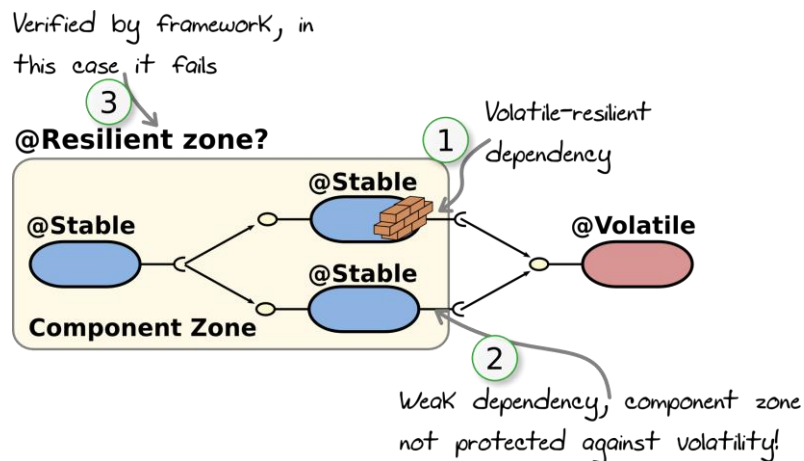 Verified by framework, in
this case it fails
3
@Resilient zone?
1
Volatile-resilient
dependency
@Stable
@Stable
@Volatile
@Stable
Component Zone
2
Weak dependency, component zone
not protected against volatility!